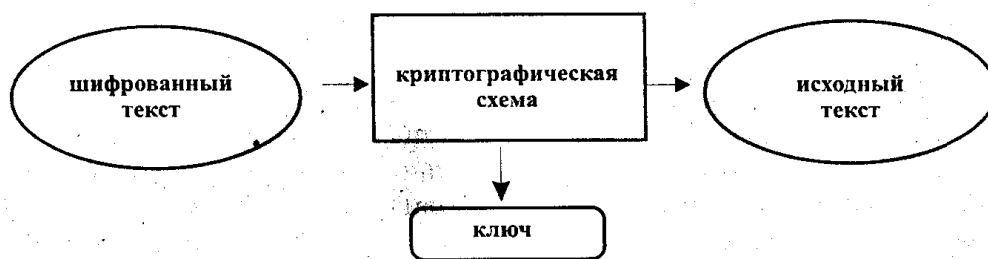 шифрованный
текст
криптографическая
схема
исходный
текст
ключ